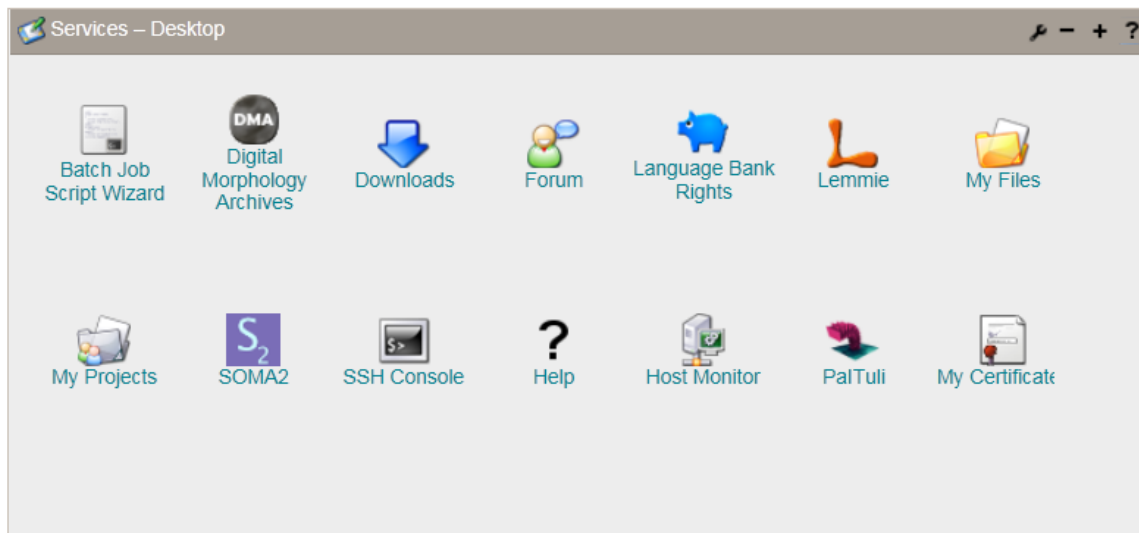 Services – Desktop
?
DMA
Batch Job
Script Wizard
Digital
Morphology
Archives
Downloads
Forum
Language Bank
Rights
Lemmie
My Files
My Projects
S2
SOMA2
$>
SSH Console
?
Help
Host Monitor
PalTuli
My Certificate